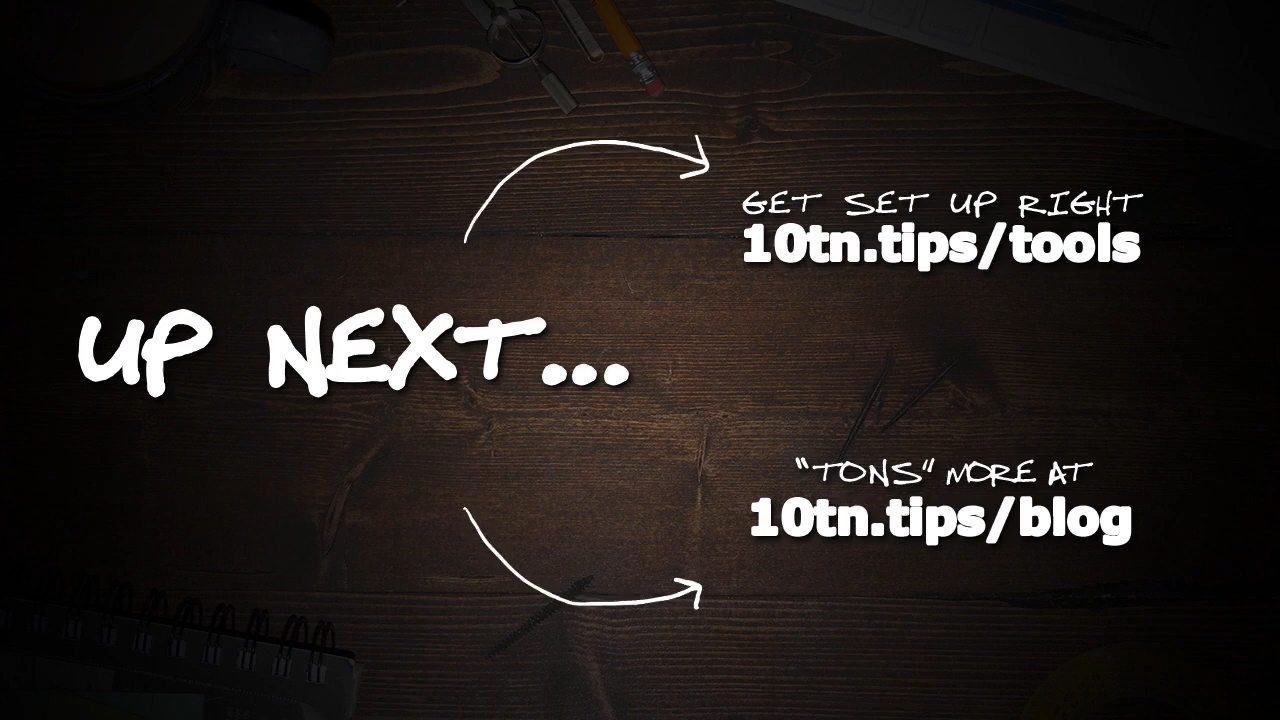 UP NEXT...
GET SET UP RIGHT
10tn.tips/tools
"TONS" MORE AT
10tn.tips/blog